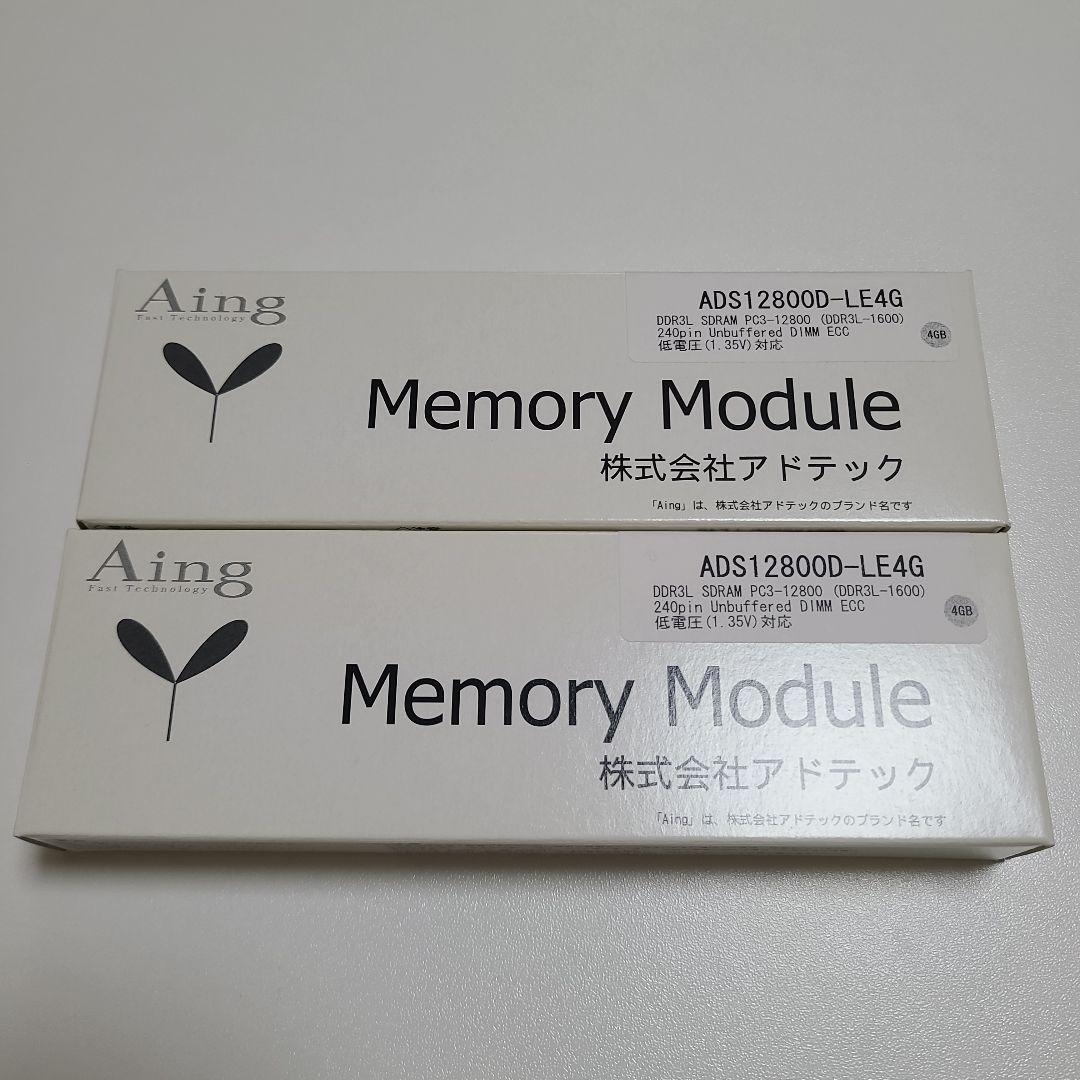 Aing
Fast Technology
ADS12800D-LE4G
DDR3L SDRAM PC3-12800 (DDR3L-1600)
240pin Unbuffered DIMM ECC
低電圧(1.35V)対応
4GB
Memory Module
株式会社アドテック
「Aing」は、株式会社アドテックのブランド名です
Aing
Fast Technology
ADS12800D-LE4G
DDR3L SDRAM PC3-12800 (DDR3L-1600)
240pin Unbuffered DIMM ECC
低電圧(1.35V)対応
4GB
Memory Module
株式会社アドテック
「Aing」は、株式会社アドテックのブランド名です